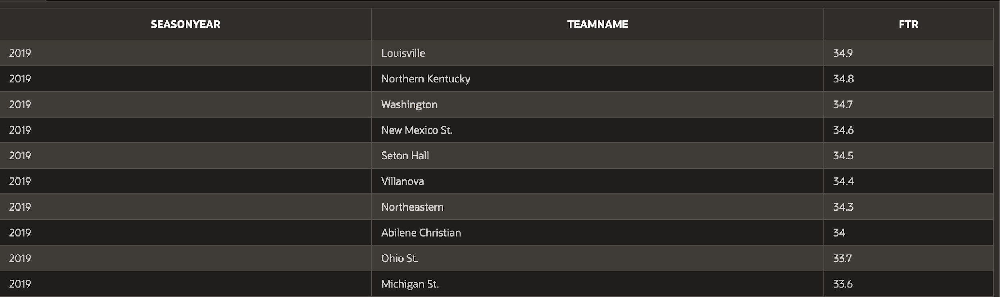 SEASONYEAR TEAMNAME FTR
2019 Louisville 34.9
2019 Northern Kentucky 34.8
2019 Washington 34.7
2019 New Mexico St. 34.6
2019 Seton Hall 34.5
2019 Villanova 34.4
2019 Northeastern 34.3
2019 Abilene Christian 34
2019 Ohio St. 33.7
2019 Michigan St. 33.6